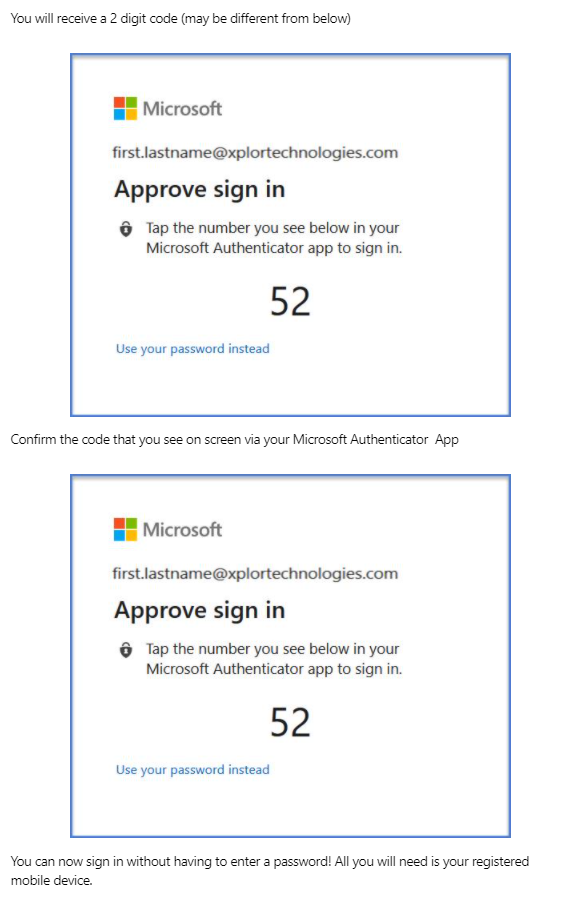 You will receive a 2 digit code (may be different from below)
Microsoft
first.lastname@xplortechnologies.com
Approve sign in
Tap the number you see below in your
Microsoft Authenticator app to sign in.
52
Use your password instead
Confirm the code that you see on screen via your Microsoft Authenticator  App
Microsoft
first.lastname@xplortechnologies.com
Approve sign in
Tap the number you see below in your
Microsoft Authenticator app to sign in.
52
Use your password instead
You can now sign in without having to enter a password! All you will need is your registered
mobile device.